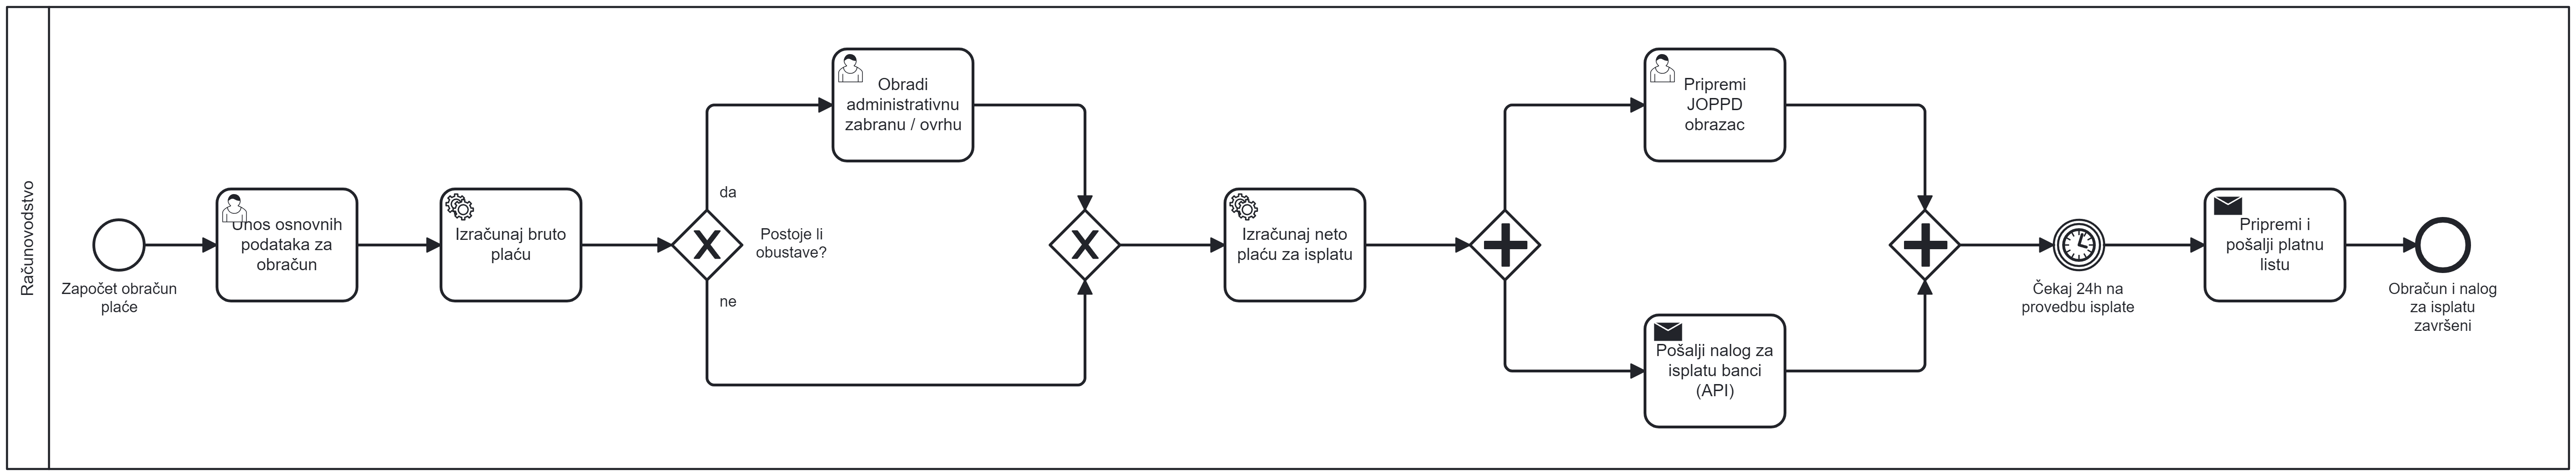 Računovodstvo
Započet obračun
plaće
Unos osnovnih
podataka za
obračun
Izračunaj bruto
plaću
da
Postoje li
obustave?
ne
Obradi
administrativnu
zabranu / ovrhu
Izračunaj neto
plaću za isplatu
Pripremi
JOPPD
obrazac
Pošalji nalog za
isplatu banci
(API)
Čekaj 24h na
provedbu isplate
Pripremi i
pošalji platnu
listu
Obračun i nalog
za isplatu
završeni